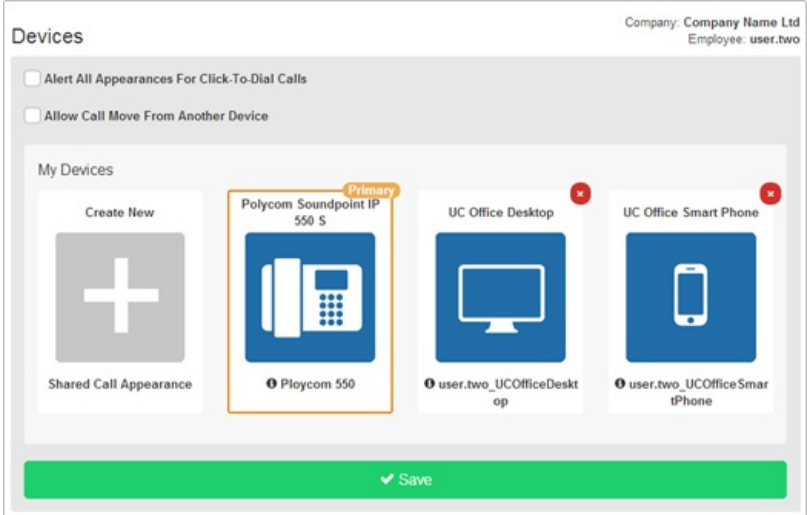 Company: Company Name Ltd
Devices
Employee: user.two
Alert All Appearances For Click-To-Dial Calls
Allow Call Move From Another Device
My Devices
Primary
Create New
Polycom Soundpoint IP
550 S
UC Office Desktop
UC Office Smart Phone
Shared Call Appearance
Ploycom 550
user.two_UCOfficeDeskt
op
user.two_UCOfficeSmar
tPhone
Save